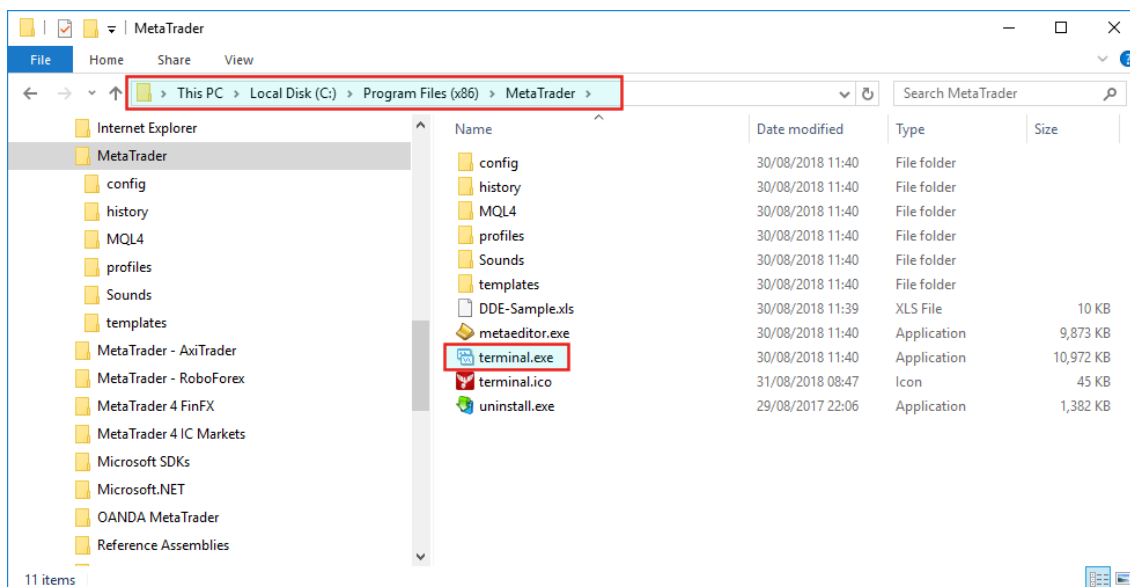 MetaTrader
File Home Share View
This PC > Local Disk (C:) > Program Files (x86) > MetaTrader >
Search MetaTrader
Internet Explorer
MetaTrader
config
history
MQL4
profiles
Sounds
templates
MetaTrader - AxiTrader
MetaTrader - RoboForex
MetaTrader 4 FinFX
MetaTrader 4 IC Markets
Microsoft SDKs
Microsoft.NET
OANDA MetaTrader
Reference Assemblies
Name Date modified Type Size
config 30/08/2018 11:40 File folder
history 30/08/2018 11:40 File folder
MQL4 30/08/2018 11:40 File folder
profiles 30/08/2018 11:40 File folder
Sounds 30/08/2018 11:40 File folder
templates 30/08/2018 11:40 File folder
DDE-Sample.xls 30/08/2018 11:39 XLS File 10 KB
metaeditor.exe 30/08/2018 11:40 Application 9,873 KB
terminal.exe 30/08/2018 11:40 Application 10,972 KB
terminal.ico 31/08/2018 08:47 Icon 45 KB
uninstall.exe 29/08/2017 22:06 Application 1,382 KB
11 items